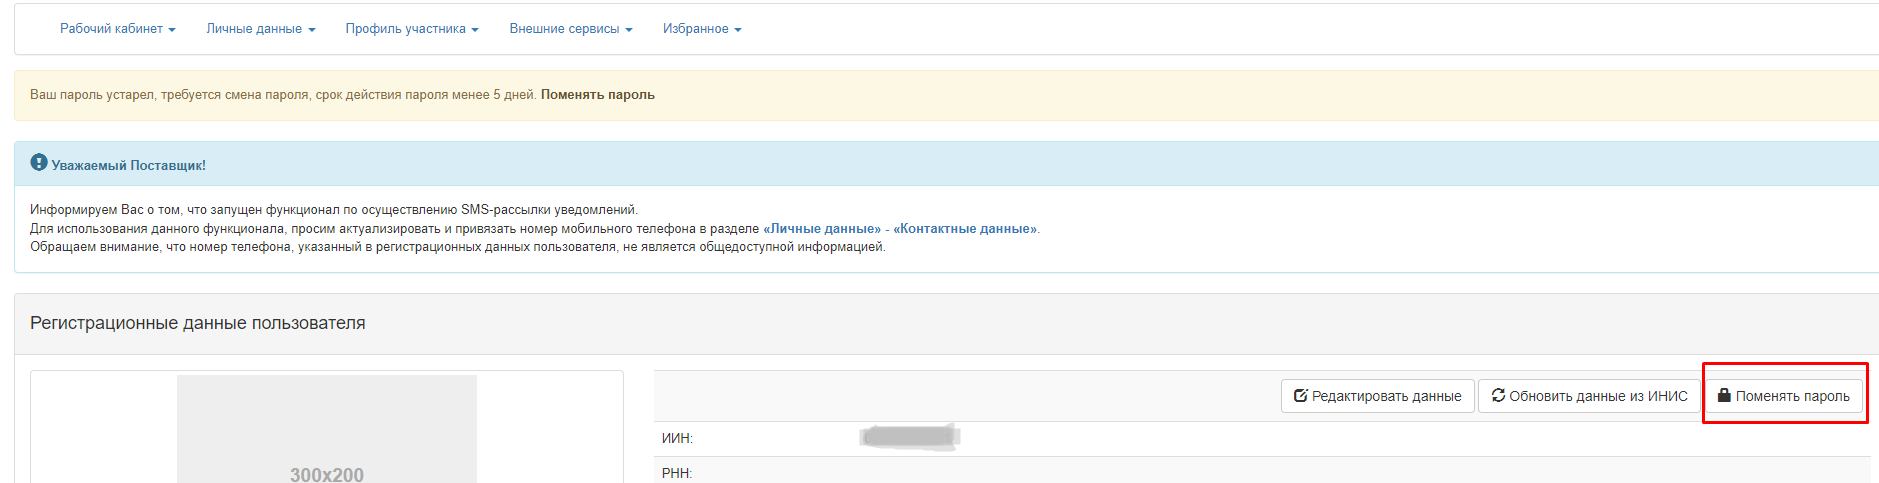 Рабочий кабинет Личные данные Профиль участника Внешние сервисы Избранное
Ваш пароль устарел, требуется смена пароля, срок действия пароля менее 5 дней. Поменять пароль
Уважаемый Поставщик!
Информируем Вас о том, что запущен функционал по осуществлению SMS-рассылки уведомлений.
Для использования данного функционала, просим актуализировать и привязать номер мобильного телефона в разделе «Личные данные» - «Контактные данные».
Обращаем внимание, что номер телефона, указанный в регистрационных данных пользователя, не является общедоступной информацией.
Регистрационные данные пользователя
300x200
Редактировать данные Обновить данные из ИНИС Поменять пароль
ИИН:
РНН: